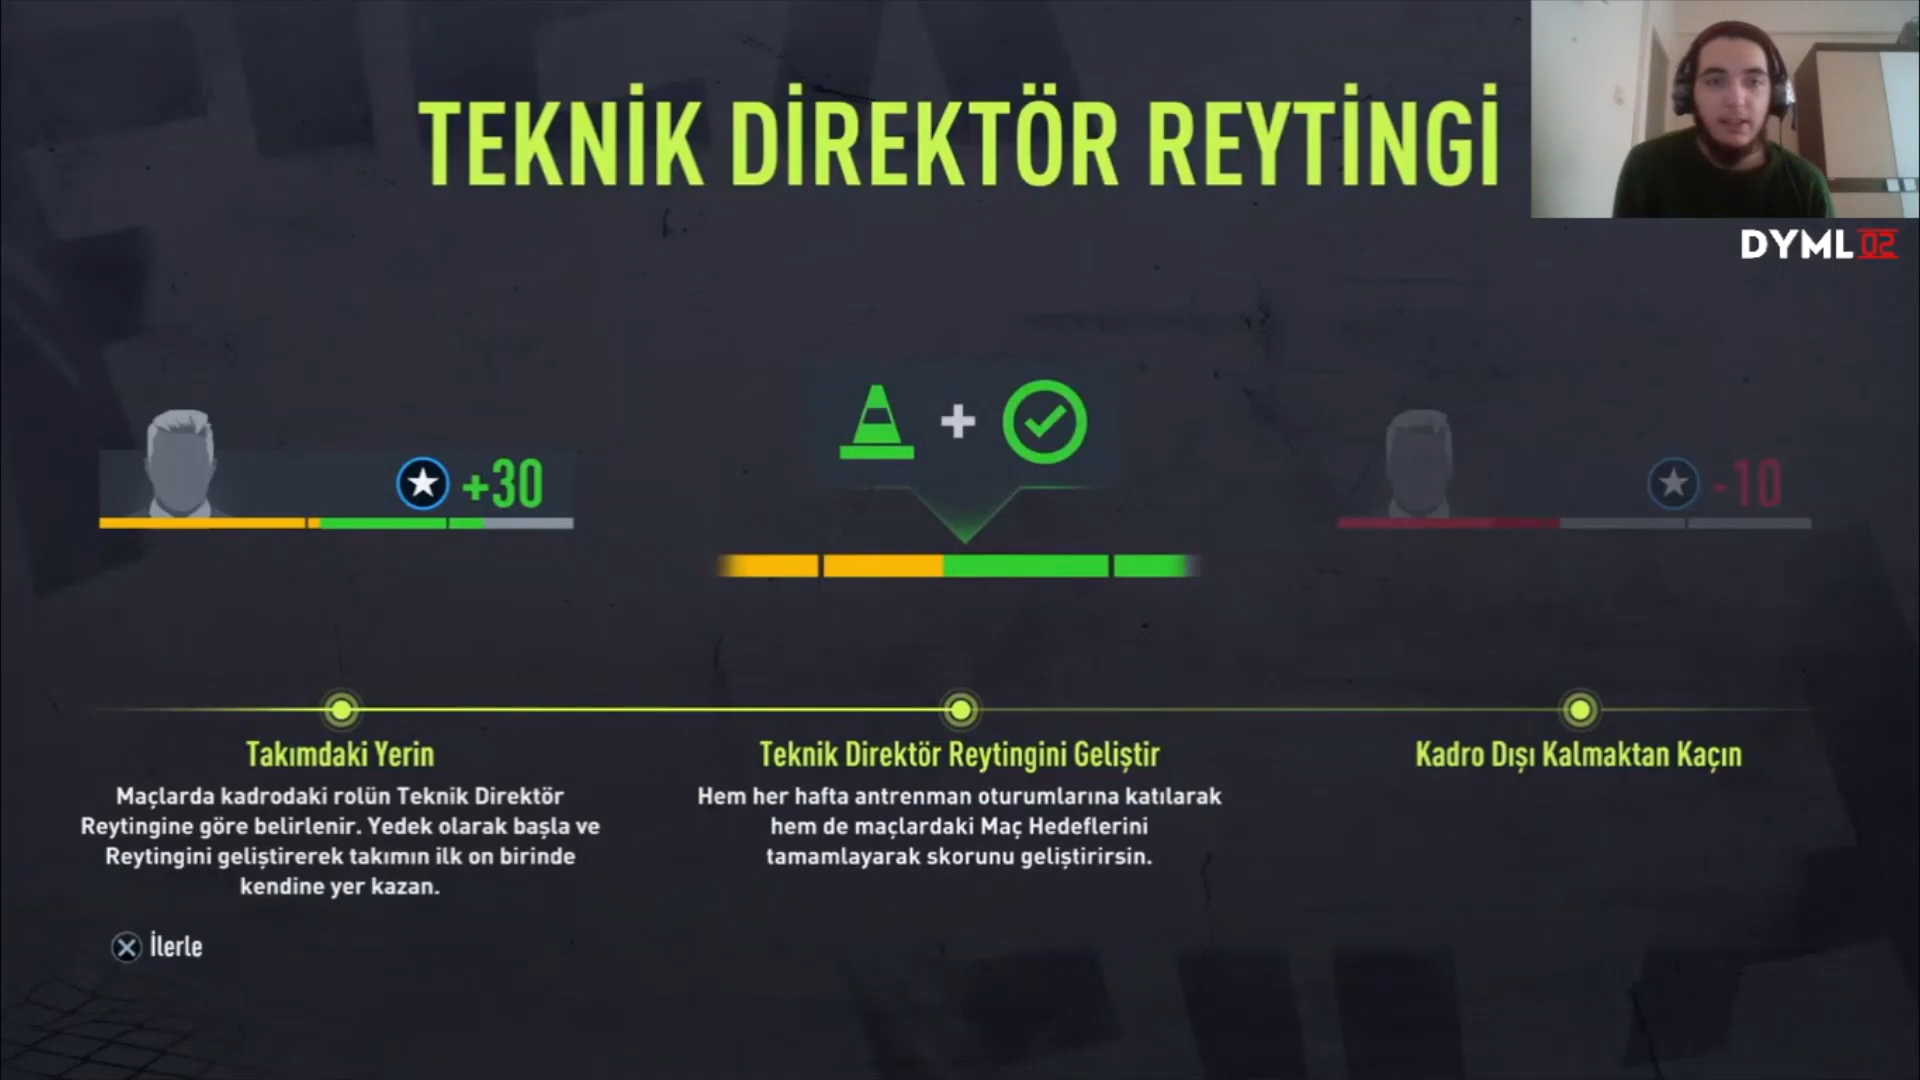 TEKNİK DİREKTÖR REYTİNGİ
DYML 02
+30
+
-10
Takımdaki Yerin
Maçlarda kadrodaki rolün Teknik Direktör
Reytingine göre belirlenir. Yedek olarak başla ve
Reytingini geliştirerek takımın ilk on birinde
kendine yer kazan.
Teknik Direktör Reytingini Geliştir
Hem her hafta antrenman oturumlarına katılarak
hem de maçlardaki Maç Hedeflerini
tamamlayarak skorunu geliştirirsin.
Kadro Dışı Kalmaktan Kaçın
İlerle